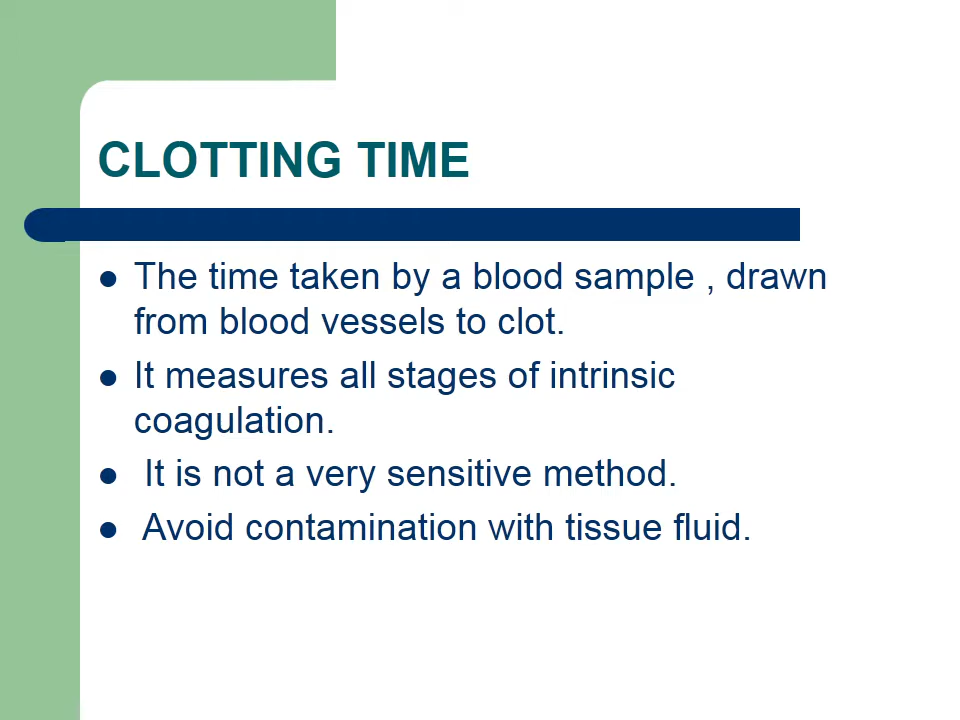 CLOTTING TIME
● The time taken by a blood sample , drawn
from blood vessels to clot.
● It measures all stages of intrinsic
coagulation.
● It is not a very sensitive method.
● Avoid contamination with tissue fluid.